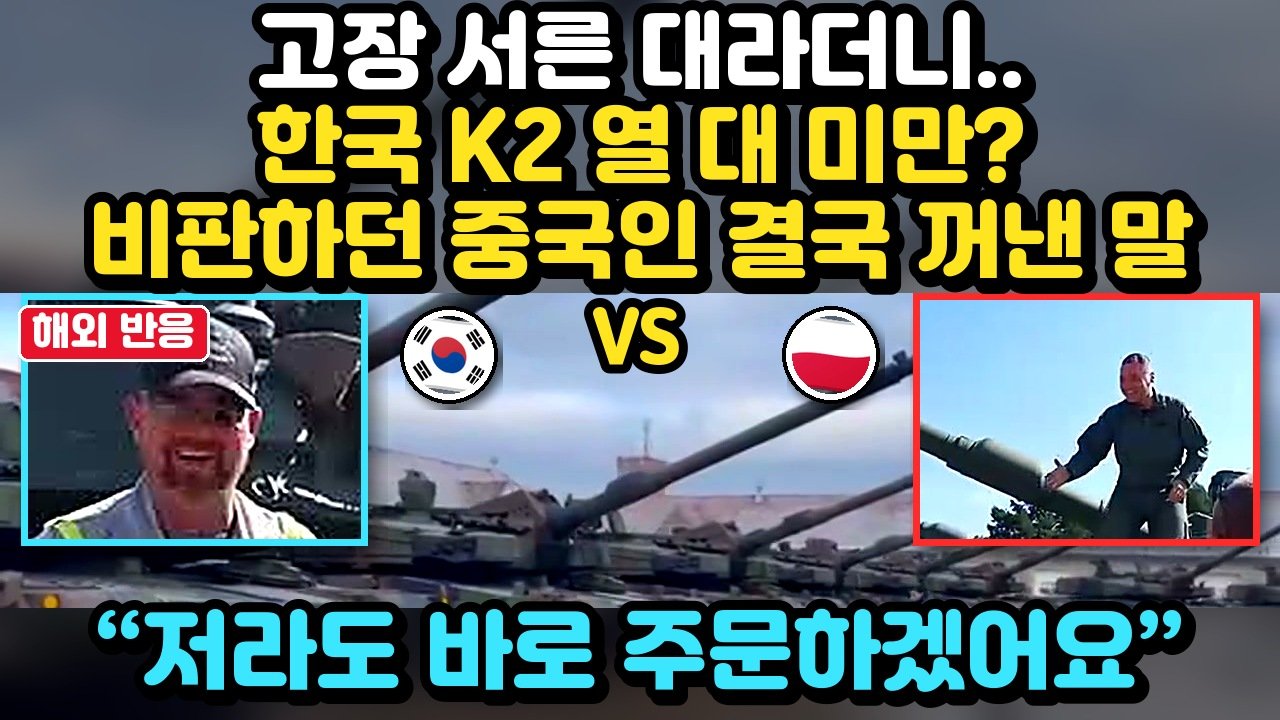 고장 서른 대라더니..
한국 K2 열 대 미만?
비판하던 중국인 결국 꺼낸 말
해외 반응
VS
“저라도 바로 주문하겠어요”